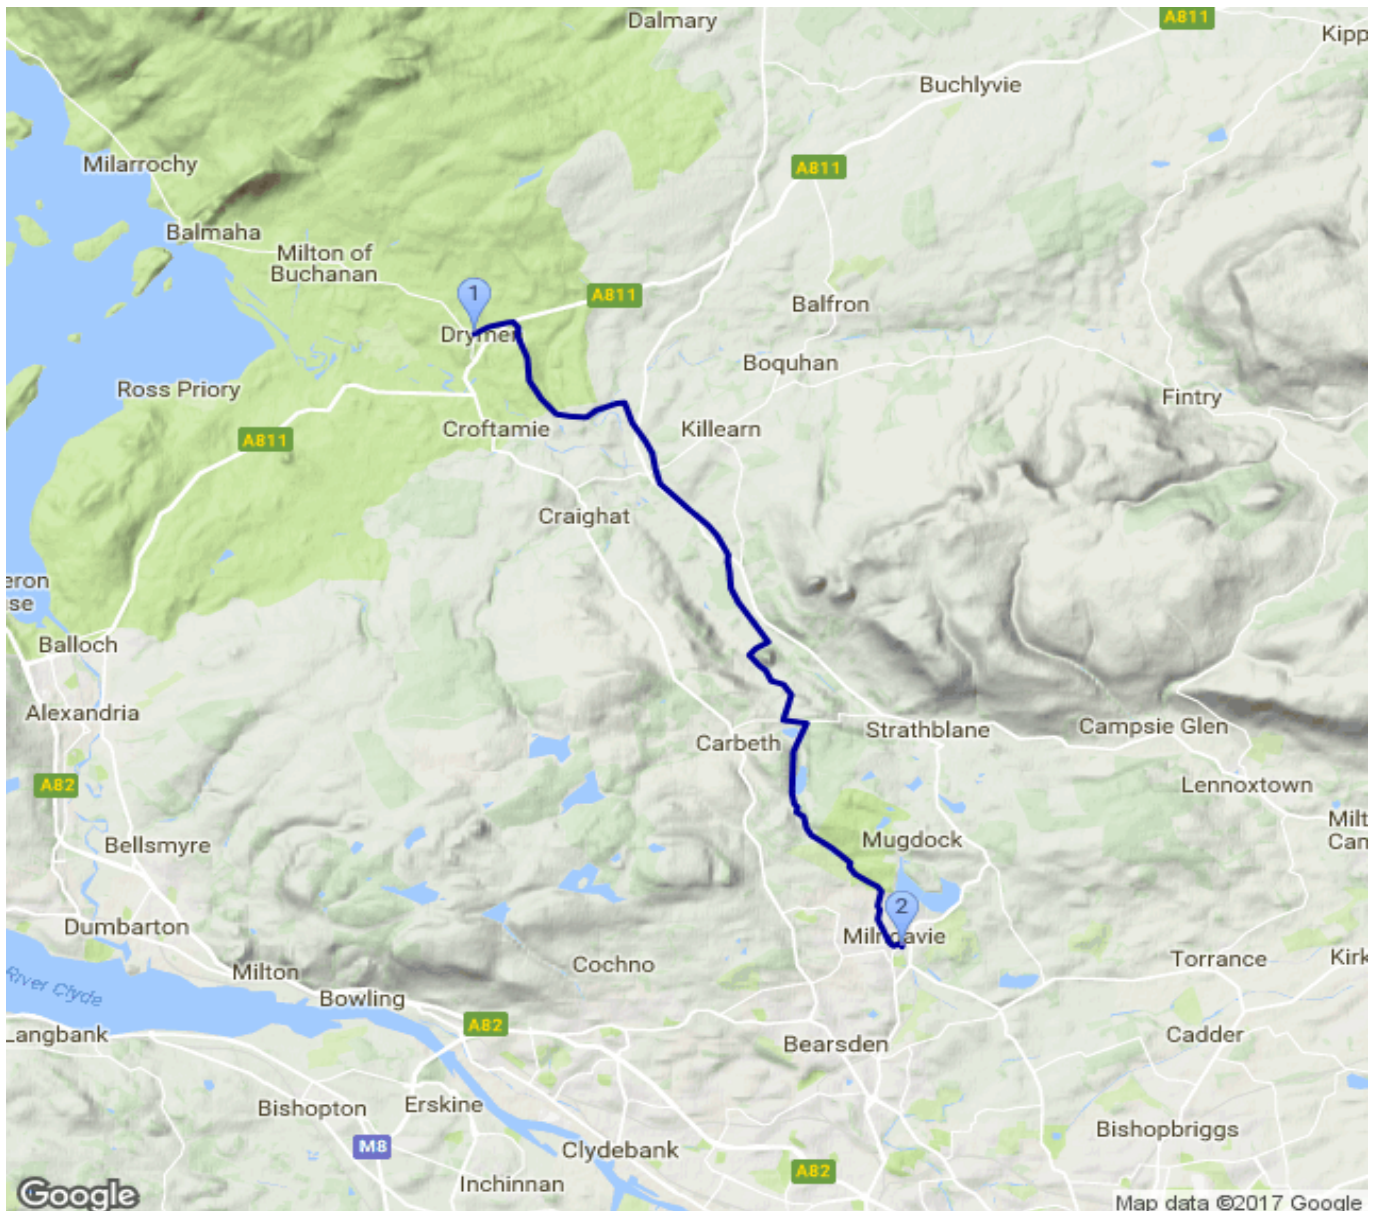 Dalmary
A811
Kipp
Buchlyvie
Milarrochy
A811
Balmaha
Milton of
Buchanan
1
A811
Balfron
Drymen
Boquhan
Ross Priory
Fintry
A811
Croftamie
Killearn
Craighat
eron
se
Balloch
Alexandria
Strathblane
Campsie Glen
Carbeth
A82
Lennoxtown
Milt
Can
Mugdock
Bellsmyre
2
Dumbarton
Milngavie
Torrance
Kirk
Cochno
Milton
River Clyde
Bowling
A82
Langbank
Bearsden
Cadder
Bishopton
Erskine
Bishopbriggs
M8
Clydebank
A82
Inchinnan
Google
Map data ©2017 Google